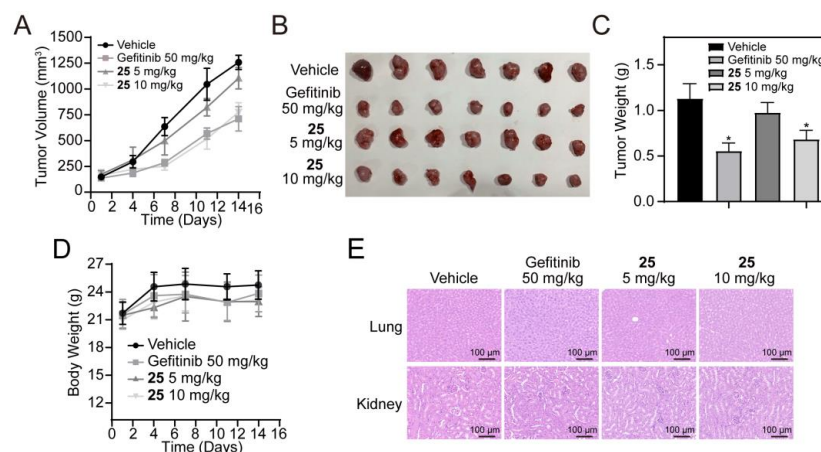 A
Tumor Volume (mm³)
1500
1250
1000
750
500
250
0
0 2 4 6 8 10 12 14 16
Time (Days)
Vehicle
Gefitinib 50 mg/kg
25 5 mg/kg
25 10 mg/kg
B
Vehicle
Gefitinib
50 mg/kg
25
5 mg/kg
25
10 mg/kg
C
Tumor Weight (g)
1.5
1.0
0.5
0.0
Vehicle
Gefitinib 50 mg/kg
25 5 mg/kg
25 10 mg/kg
*
*
D
Body Weight (g)
27
24
21
18
15
12
0 2 4 6 8 10 12 14 16
Time (Days)
Vehicle
Gefitinib 50 mg/kg
25 5 mg/kg
25 10 mg/kg
E
Vehicle
Gefitinib
50 mg/kg
25
5 mg/kg
25
10 mg/kg
Lung
100 μm
100 μm
100 μm
100 μm
Kidney
100 μm
100 μm
100 μm
100 μm